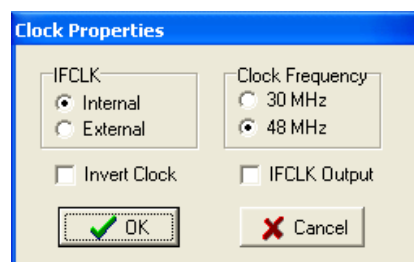 Clock Properties
IFCLK
Internal
External
Clock Frequency
30 MHz
48 MHz
Invert Clock
IFCLK Output
OK
Cancel